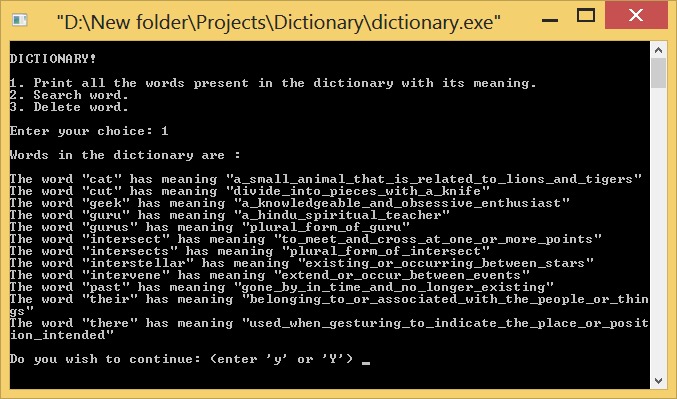 "D:\New folder\Projects\Dictionary\dictionary.exe"
DICTIONARY!
1. Print all the words present in the dictionary with its meaning.
2. Search word.
3. Delete word.
Enter your choice: 1
Words in the dictionary are :
The word "cat" has meaning "a_small_animal_that_is_related_to_lions_and_tigers"
The word "cut" has meaning "divide_into_pieces_with_a_knife"
The word "geek" has meaning "a_knowledgeable_and_obsessive_enthusiast"
The word "guru" has meaning "a_hindu_spiritual_teacher"
The word "gurus" has meaning "plural_form_of_guru"
The word "intersect" has meaning "to_meet_and_cross_at_one_or_more_points"
The word "intersects" has meaning "plural_form_of_intersect"
The word "interstellar" has meaning "existing_or_occurring_between_stars"
The word "intervene" has meaning "extend_or_occur_between_events"
The word "past" has meaning "gone_by_in_time_and_no_longer_existing"
The word "their" has meaning "belonging_to_or_associated_with_the_people_or_thin
gs"
The word "there" has meaning "used_when_gesturing_to_indicate_the_place_or_posit
ion_intended"
Do you wish to continue: (enter 'y' or 'Y') _